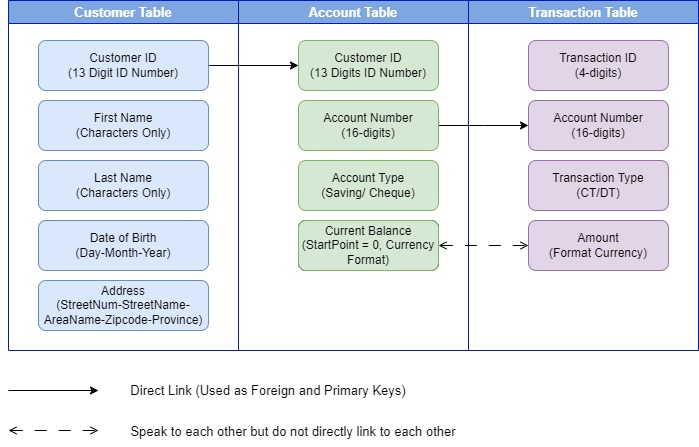 Customer Table
Account Table
Transaction Table
Customer ID
(13 Digit ID Number)
First Name
(Characters Only)
Last Name
(Characters Only)
Date of Birth
(Day-Month-Year)
Address
(StreetNum-StreetName-
AreaName-Zipcode-Province)
Customer ID
(13 Digits ID Number)
Account Number
(16-digits)
Account Type
(Saving/ Cheque)
Current Balance
(StartPoint = 0, Currency
Format)
Transaction ID
(4-digits)
Account Number
(16-digits)
Transaction Type
(CT/DT)
Amount
(Format Currency)
Direct Link (Used as Foreign and Primary Keys)
Speak to each other but do not directly link to each other